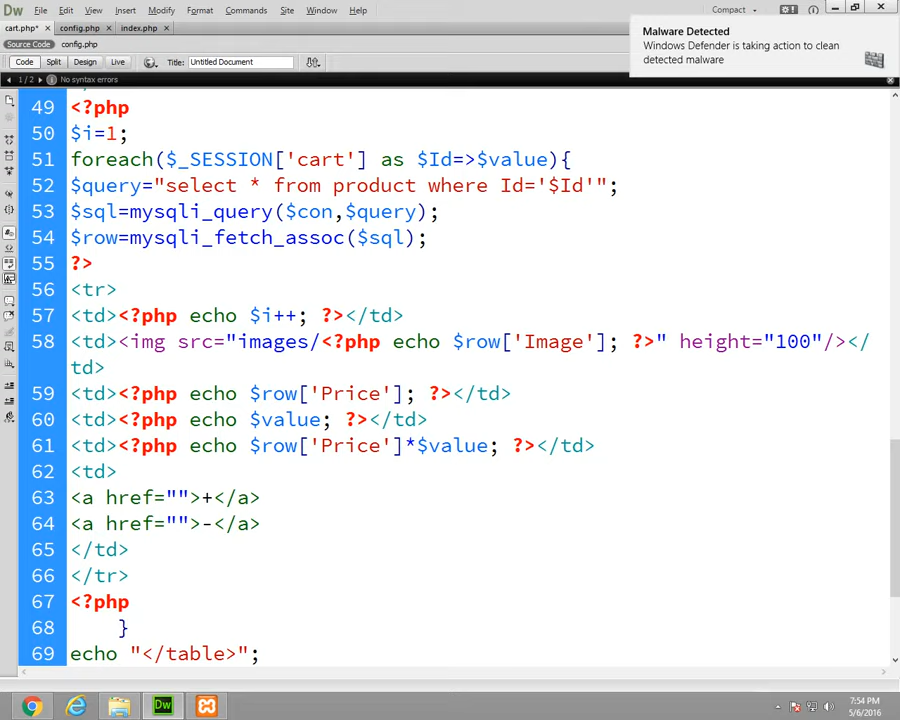 Dw File Edit View Insert Modify Format Commands Site Window Help Compact
cart.php* × config.php × index.php ×
Malware Detected
Windows Defender is taking action to clean
detected malware
Source Code config.php
Code Split Design Live Title: Untitled Document
1 / 2 No syntax errors
49 <?php
50 $i=1;
51 foreach($_SESSION['cart'] as $Id=>$value){
52 $query="select * from product where Id='$Id'";
53 $sql=mysqli_query($con,$query);
54 $row=mysqli_fetch_assoc($sql);
55 ?>
56 <tr>
57 <td><?php echo $i++; ?></td>
58 <td><img src="images/<?php echo $row['Image']; ?>" height="100"/></
td>
59 <td><?php echo $row['Price']; ?></td>
60 <td><?php echo $value; ?></td>
61 <td><?php echo $row['Price']*$value; ?></td>
62 <td>
63 <a href="">+</a>
64 <a href="">-</a>
65 </td>
66 </tr>
67 <?php
68 }
69 echo "</table>";
Dw
7:54 PM
5/6/2016